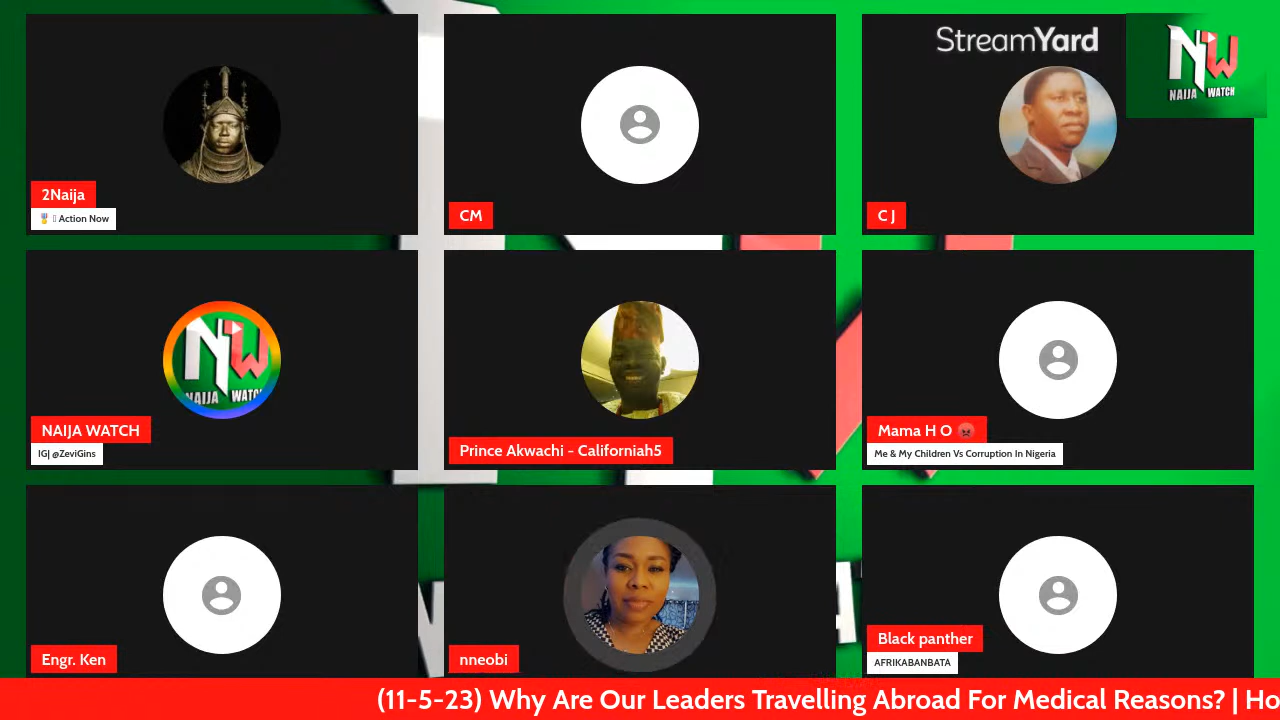 StreamYard
NW
NAIJA WATCH
2Naija
Action Now
CM
C J
NW
NAIJA WATCH
NAIJA WATCH
IG| @ZeviGins
Prince Akwachi - Californiah5
Mama H O
Me & My Children Vs Corruption In Nigeria
Engr. Ken
nneobi
Black panther
AFRIKABANBATA
(11-5-23) Why Are Our Leaders Travelling Abroad For Medical Reasons? | Ho